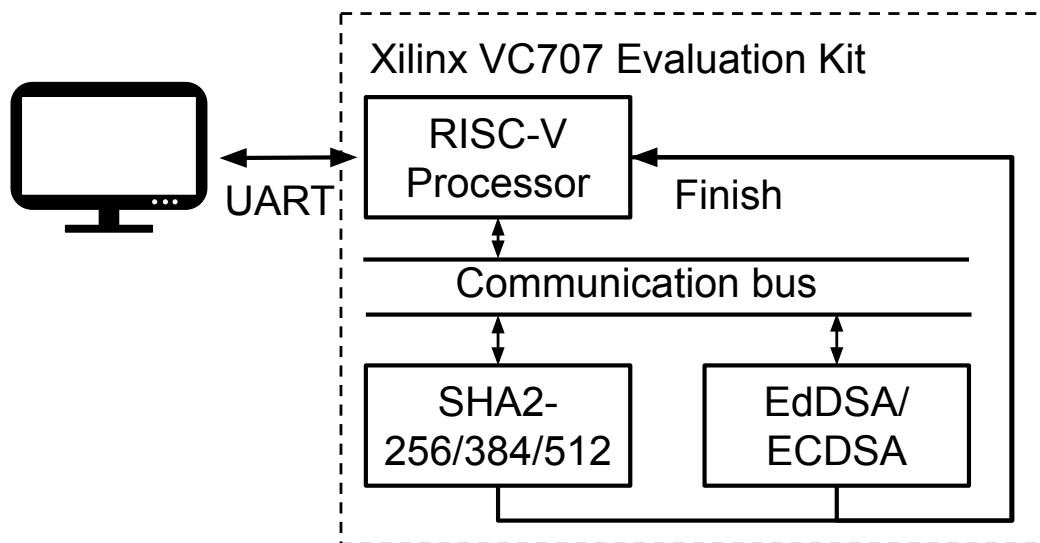 Xilinx VC707 Evaluation Kit
RISC-V
Processor
UART
Finish
Communication bus
SHA2-
256/384/512
EdDSA/
ECDSA